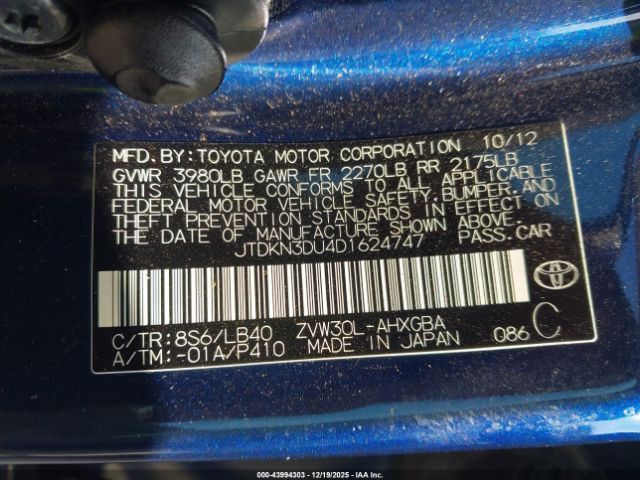 MFD. BY: TOYOTA MOTOR CORPORATION 10/12
GVWR 3980LB GAWR FR 2270LB RR 2175LB
THIS VEHICLE CONFORMS TO ALL APPLICABLE
FEDERAL MOTOR VEHICLE SAFETY, BUMPER, AND
THEFT PREVENTION STANDARDS IN EFFECT ON
THE DATE OF MANUFACTURE SHOWN ABOVE.
JTDKN3DU4D1624747 PASS. CAR
TOYOTA
C/TR: 8S6/LB40 ZVW30L-AHXGBA
A/TM: -01A/P410 MADE IN JAPAN 086 C
000-43994303 - 12/19/2025 - IAA Inc.